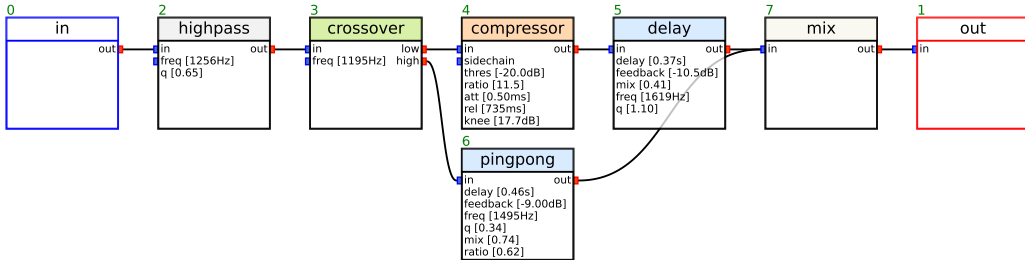 0
in
out
2
highpass
in out
freq [1256Hz]
q [0.65]
3
crossover
in low
freq [1195Hz] high
4
compressor
in out
sidechain
thres [-20.0dB]
ratio [11.5]
att [0.50ms]
rel [735ms]
knee [17.7dB]
5
delay
in out
delay [0.37s]
feedback [-10.5dB]
mix [0.41]
freq [1619Hz]
q [1.10]
7
mix
in out
1
out
in
6
pingpong
in out
delay [0.46s]
feedback [-9.00dB]
freq [1495Hz]
q [0.34]
mix [0.74]
ratio [0.62]